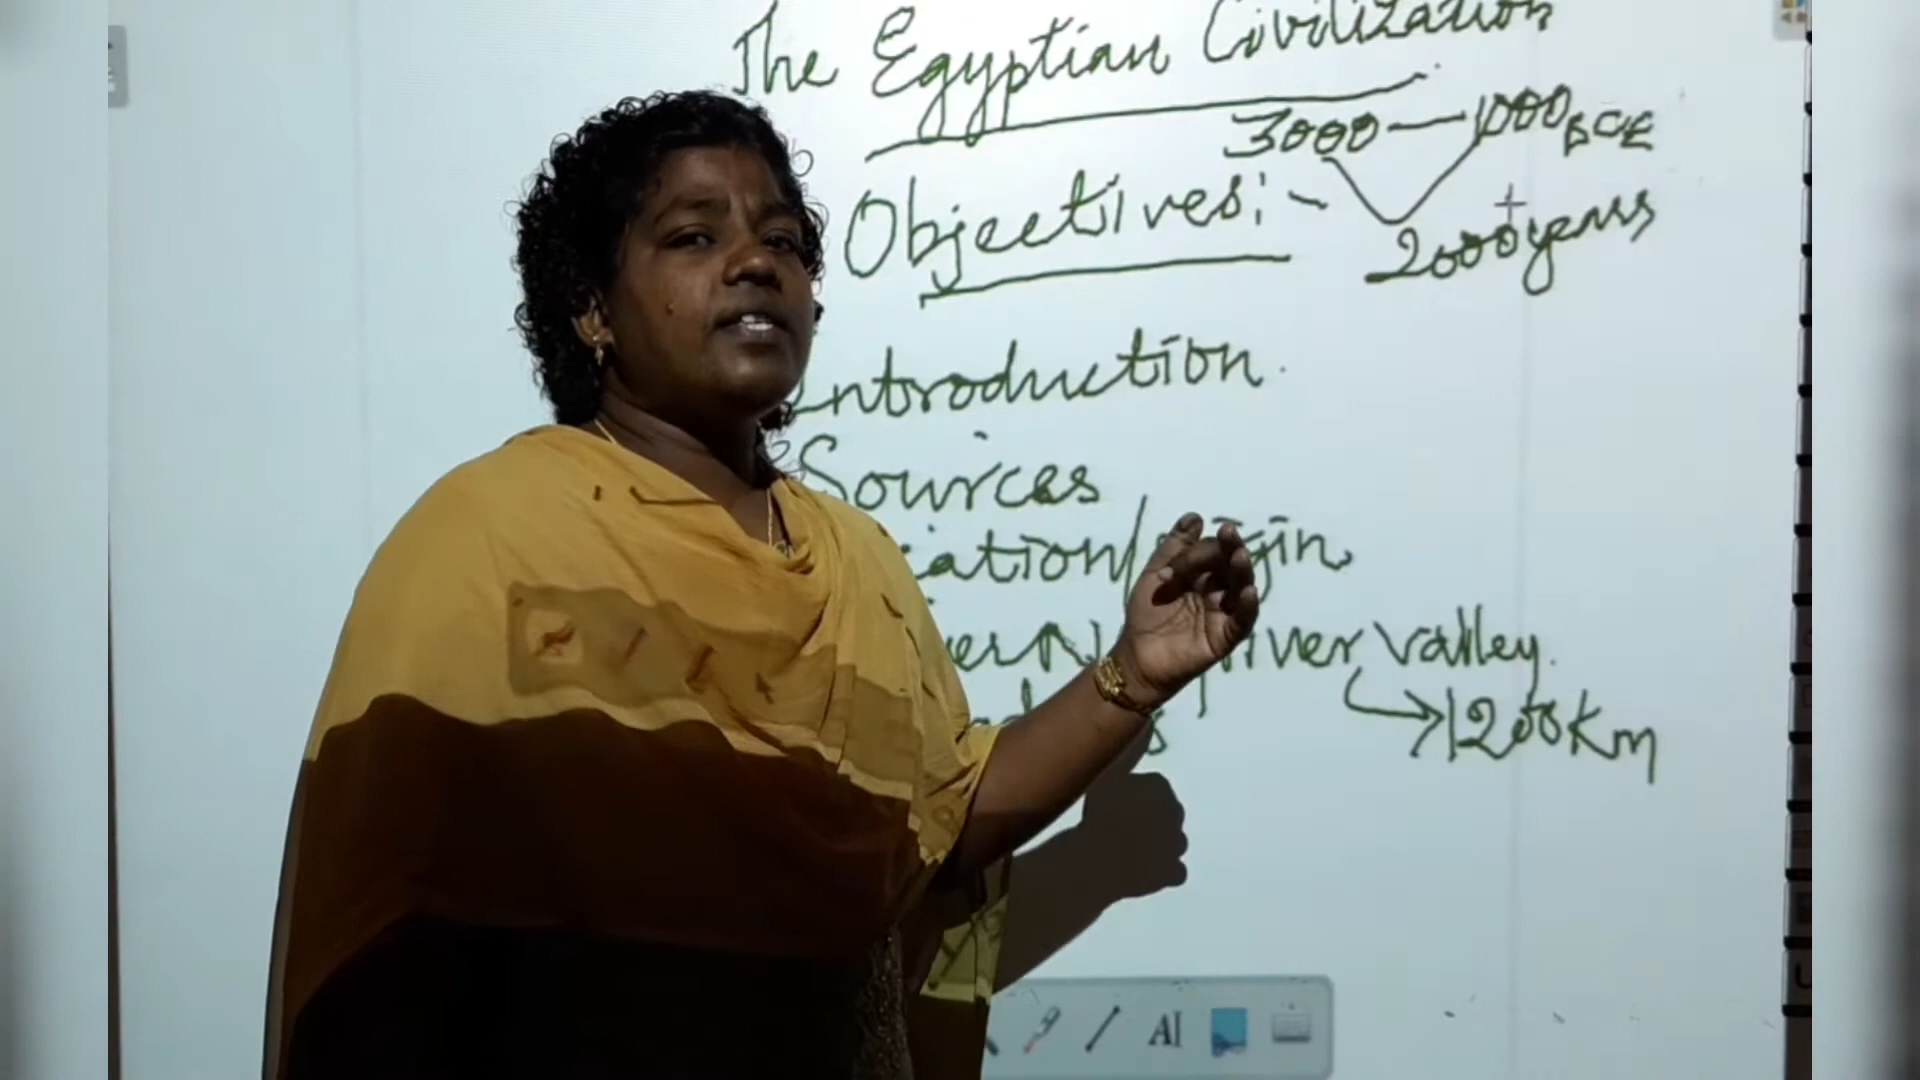 The Egyptian Civilization
3000 — 1000 BCE
Objectives: -
2000 years
Introduction.
Sources
River Valley.
→ 1200 Km
AI